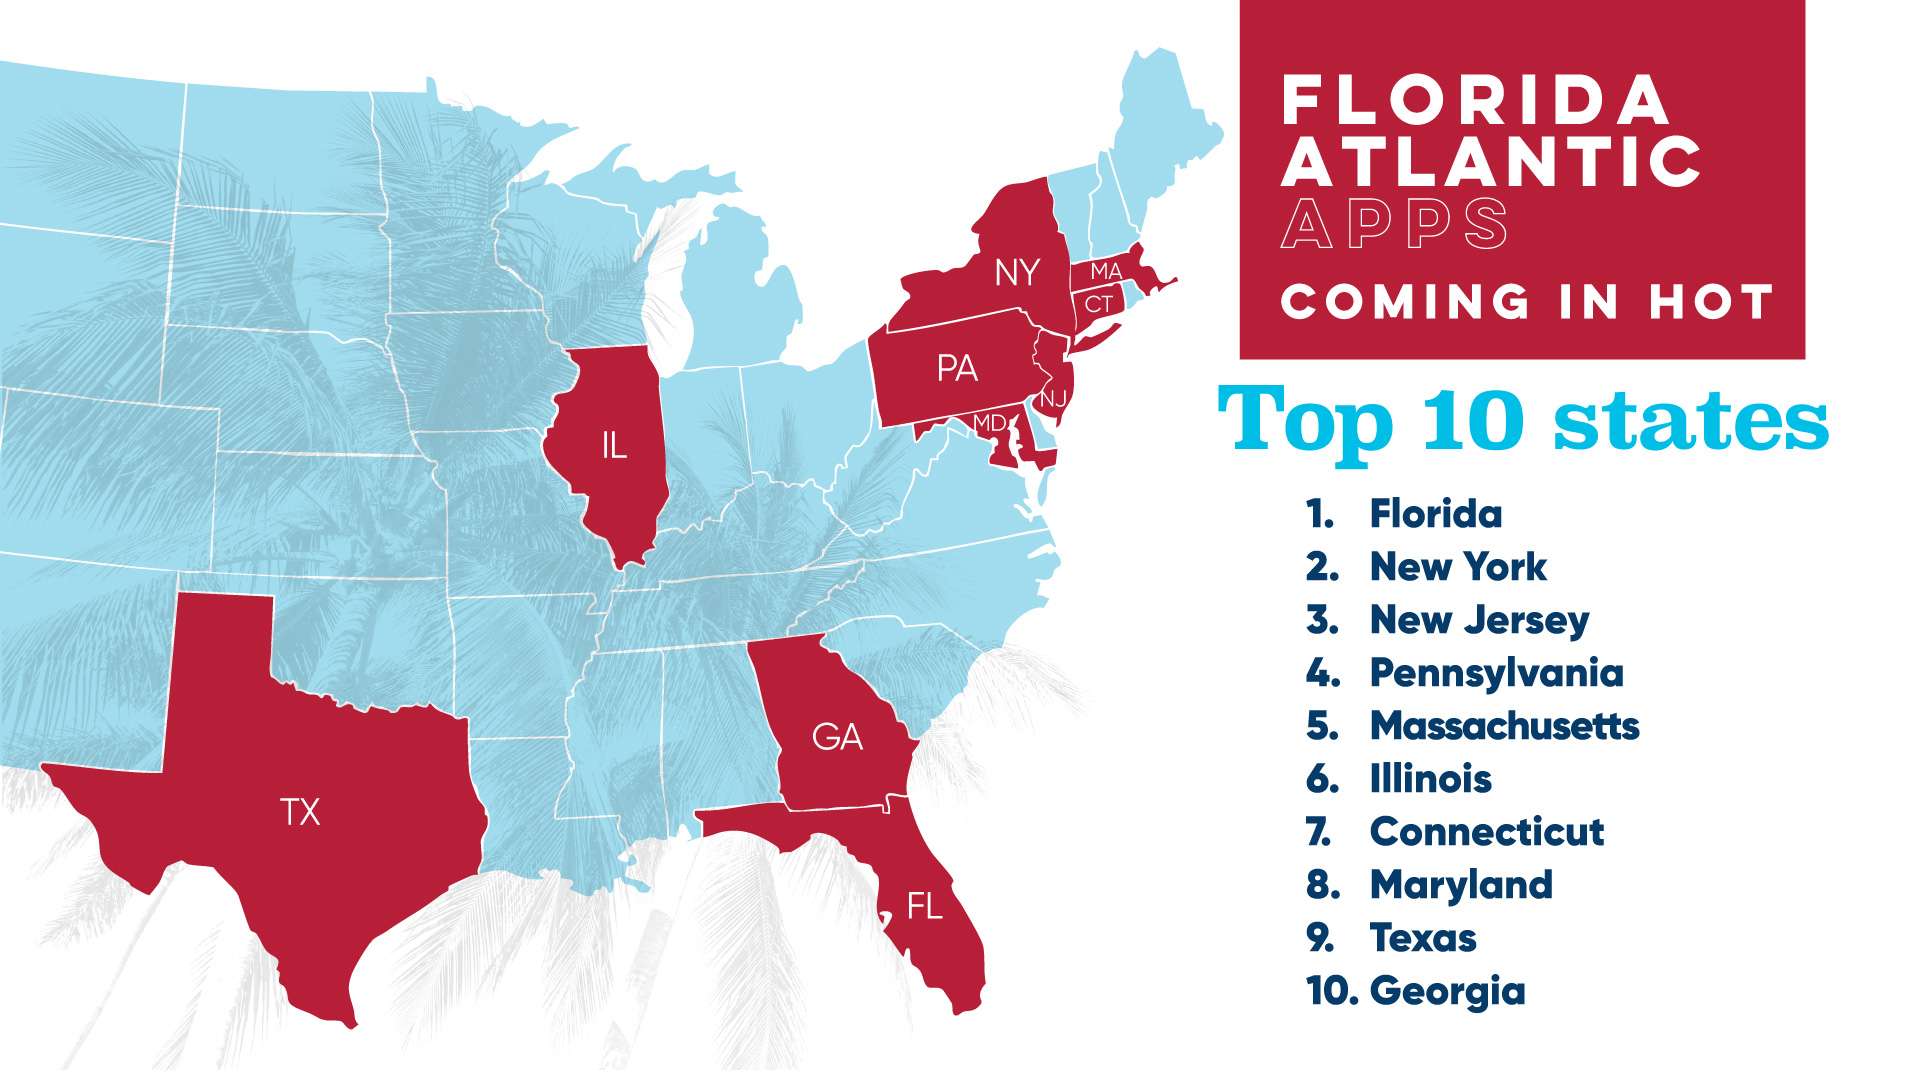 FLORIDA
ATLANTIC
APPS
COMING IN HOT
Top 10 states
1. Florida
2. New York
3. New Jersey
4. Pennsylvania
5. Massachusetts
6. Illinois
7. Connecticut
8. Maryland
9. Texas
10. Georgia
NY
MA
CT
PA
NJ
MD
IL
GA
TX
FL